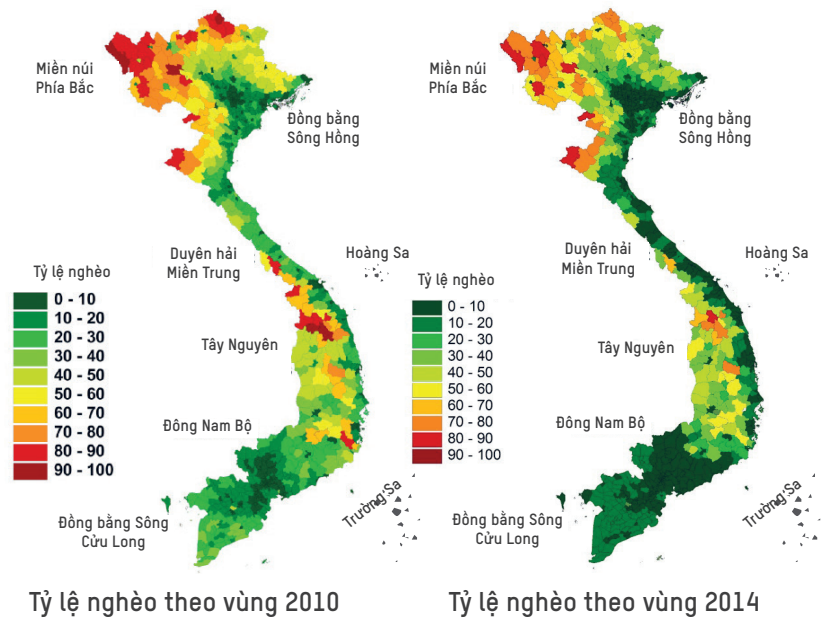 Miền núi
Phía Bắc
Đồng bằng
Sông Hồng
Duyên hải
Miền Trung
Hoàng Sa
Tỷ lệ nghèo
0 - 10
10 - 20
20 - 30
30 - 40
40 - 50
50 - 60
60 - 70
70 - 80
80 - 90
90 - 100
Tây Nguyên
Đông Nam Bộ
Trường Sa
Đồng bằng Sông
Cửu Long
Tỷ lệ nghèo theo vùng 2010
Miền núi
Phía Bắc
Đồng bằng
Sông Hồng
Duyên hải
Miền Trung
Hoàng Sa
Tỷ lệ nghèo
0 - 10
10 - 20
20 - 30
30 - 40
40 - 50
50 - 60
60 - 70
70 - 80
80 - 90
90 - 100
Tây Nguyên
Đông Nam Bộ
Trường Sa
Đồng bằng Sông
Cửu Long
Tỷ lệ nghèo theo vùng 2014